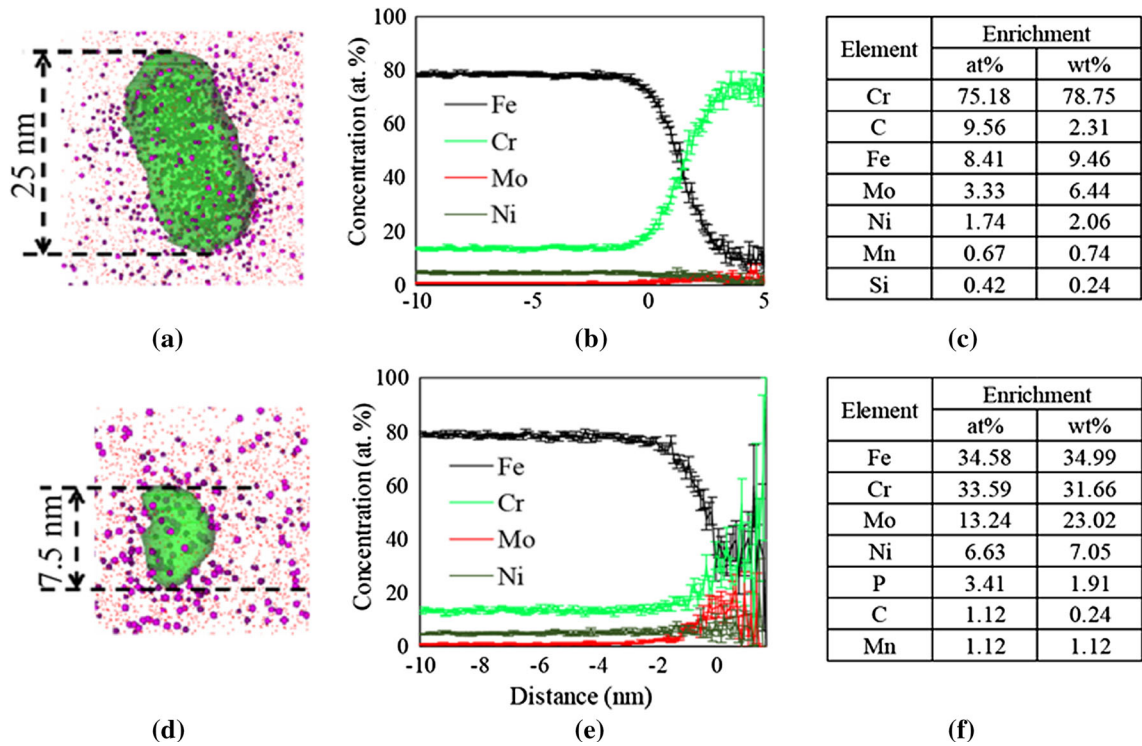 25 nm
(a)
Concentration (at. %)
100
80
60
40
20
0
Fe
Cr
Mo
Ni
-10
-5
0
5
(b)
Element Enrichment
at% wt%
Cr 75.18 78.75
C 9.56 2.31
Fe 8.41 9.46
Mo 3.33 6.44
Ni 1.74 2.06
Mn 0.67 0.74
Si 0.42 0.24
(c)
7.5 nm
(d)
Concentration (at. %)
100
80
60
40
20
0
Fe
Cr
Mo
Ni
-10
-8
-6
-4
-2
0
Distance (nm)
(e)
Element Enrichment
at% wt%
Fe 34.58 34.99
Cr 33.59 31.66
Mo 13.24 23.02
Ni 6.63 7.05
P 3.41 1.91
C 1.12 0.24
Mn 1.12 1.12
(f)